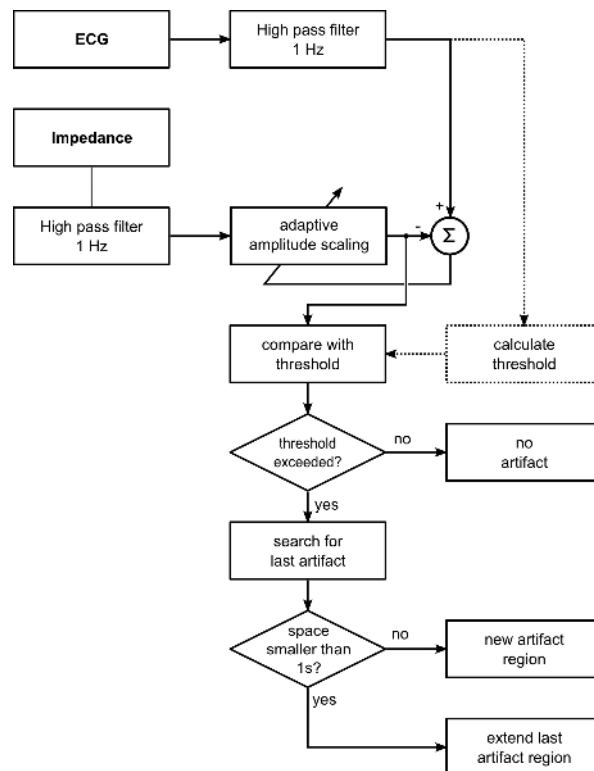 ECG
High pass filter
1 Hz
Impedance
High pass filter
1 Hz
adaptive
amplitude scaling
+
-
Σ
compare with
threshold
calculate
threshold
threshold
exceeded?
no
no
artifact
yes
search for
last artifact
space
smaller than
1s?
no
new artifact
region
yes
extend last
artifact region